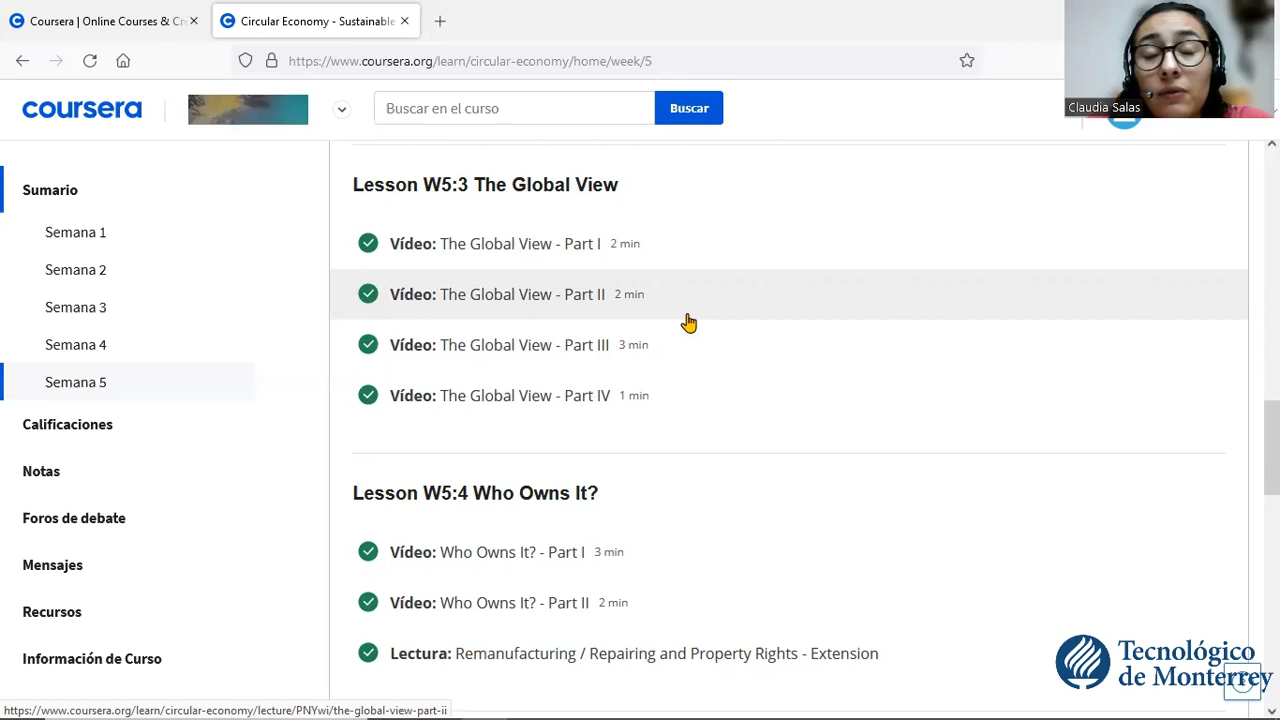 Coursera | Online Courses & Cr
Circular Economy - Sustainable
https://www.coursera.org/learn/circular-economy/home/week/5
Claudia Salas
coursera
Buscar en el curso
Buscar
Sumario
Semana 1
Semana 2
Semana 3
Semana 4
Semana 5
Calificaciones
Notas
Foros de debate
Mensajes
Recursos
Información de Curso
Lesson W5:3 The Global View
Vídeo: The Global View - Part I 2 min
Vídeo: The Global View - Part II 2 min
Vídeo: The Global View - Part III 3 min
Vídeo: The Global View - Part IV 1 min
Lesson W5:4 Who Owns It?
Vídeo: Who Owns It? - Part I 3 min
Vídeo: Who Owns It? - Part II 2 min
Lectura: Remanufacturing / Repairing and Property Rights - Extension
Tecnológico
de Monterrey
https://www.coursera.org/learn/circular-economy/lecture/PNYwi/the-global-view-part-ii